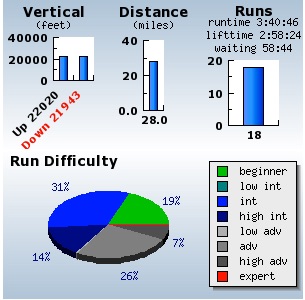 Vertical
(feet)
40000
20000
0
Up 22020
Down 21943
Distance
(miles)
40.0
0.0
28.0
Runs
runtime 3:40:46
lifttime 2:58:24
waiting 58:44
20
10
0
18
Run Difficulty
31%
19%
7%
26%
14%
beginner
low int
int
high int
low adv
adv
high adv
expert